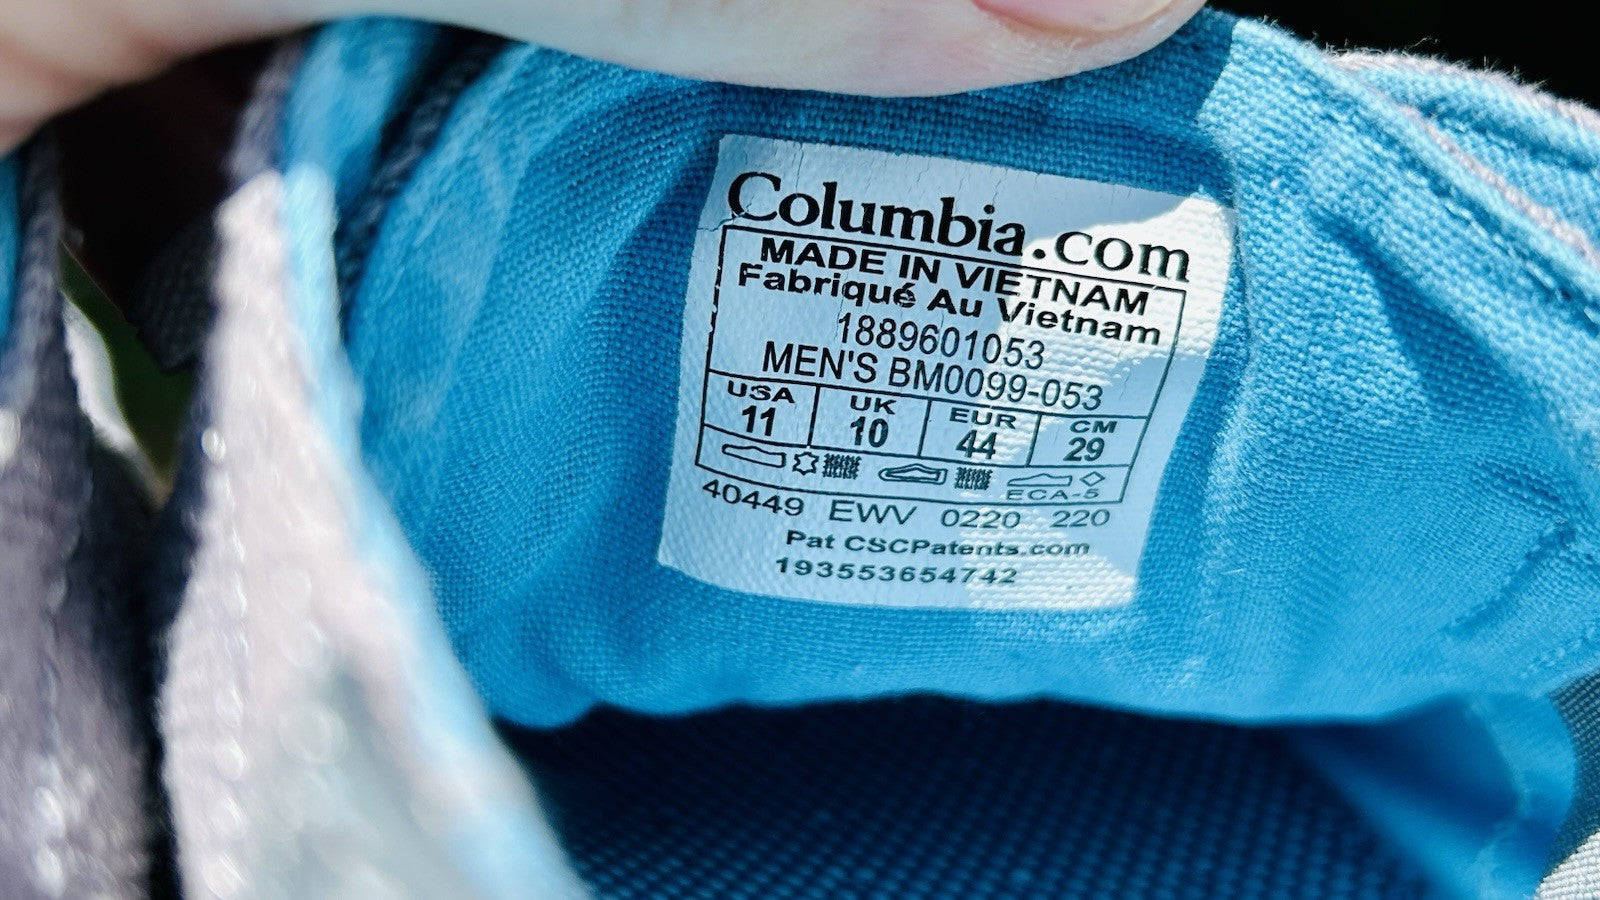 Columbia.com
MADE IN VIETNAM
Fabriqué Au Vietnam
1889601053
MEN'S BM0099-053
USA UK EUR CM
11 10 44 29
ECA-5
40449 EWV 0220 220
Pat CSCPatents.com
193553654742